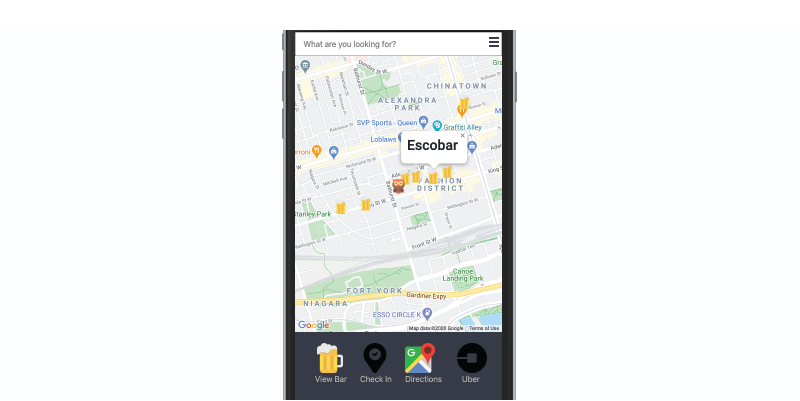 What are you looking for?
Dundas St W
CHINATOWN
ALEXANDRA
PARK
SVP Sports - Queen
Graffiti Alley
Loblaws
Escobar
FASHION
DISTRICT
Stanley Park
Front St W
Canoe
Landing Park
FORT YORK
Gardiner Expy
NIAGARA
ESSO CIRCLE K
Google
Map data ©2020 Google
Terms of Use
G
View Bar
Check In
Directions
Uber